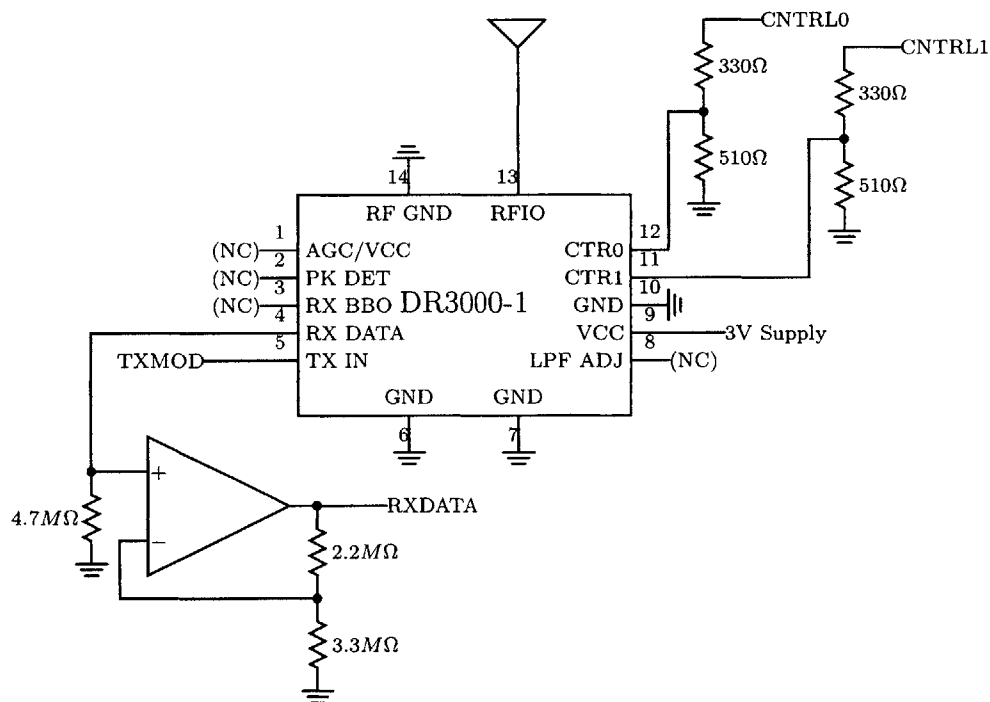 CNTRL0
CNTRL1
330Ω
330Ω
510Ω
510Ω
14
13
RF GND
RFIO
1
12
(NC)
AGC/VCC
CTR0
2
11
(NC)
PK DET
CTR1
3
10
(NC)
RX BBO
DR3000-1
GND
4
9
RX DATA
VCC
3V Supply
5
8
TXMOD
TX IN
LPF ADJ
(NC)
GND
GND
6
7
+
RXDATA
4.7MΩ
−
2.2MΩ
3.3MΩ